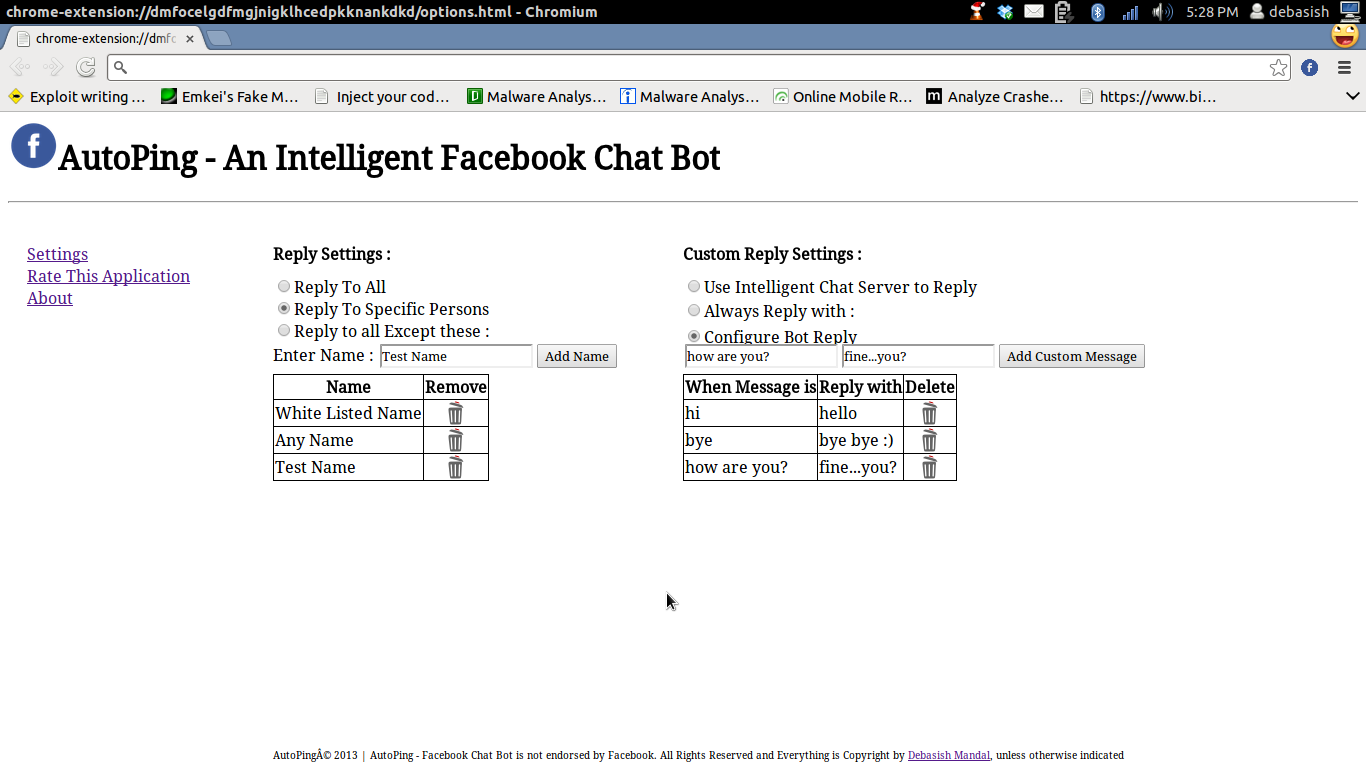 chrome-extension://dmfocelgdfmgjnigklhcedpkknankdkd/options.html - Chromium
5:28 PM debasish
chrome-extension://dmfc
Exploit writing ... Emkei's Fake M... Inject your cod... Malware Analys... Malware Analys... Online Mobile R... Analyze Crashe... https://www.bi...
AutoPing - An Intelligent Facebook Chat Bot
Settings
Rate This Application
About
Reply Settings :
Reply To All
Reply To Specific Persons
Reply to all Except these :
Enter Name : Test Name Add Name
Name Remove
White Listed Name
Any Name
Test Name
Custom Reply Settings :
Use Intelligent Chat Server to Reply
Always Reply with :
Configure Bot Reply
how are you? fine...you? Add Custom Message
When Message is Reply with Delete
hi hello
bye bye bye :)
how are you? fine...you?
AutoPingÂ© 2013 | AutoPing - Facebook Chat Bot is not endorsed by Facebook. All Rights Reserved and Everything is Copyright by Debasish Mandal, unless otherwise indicated